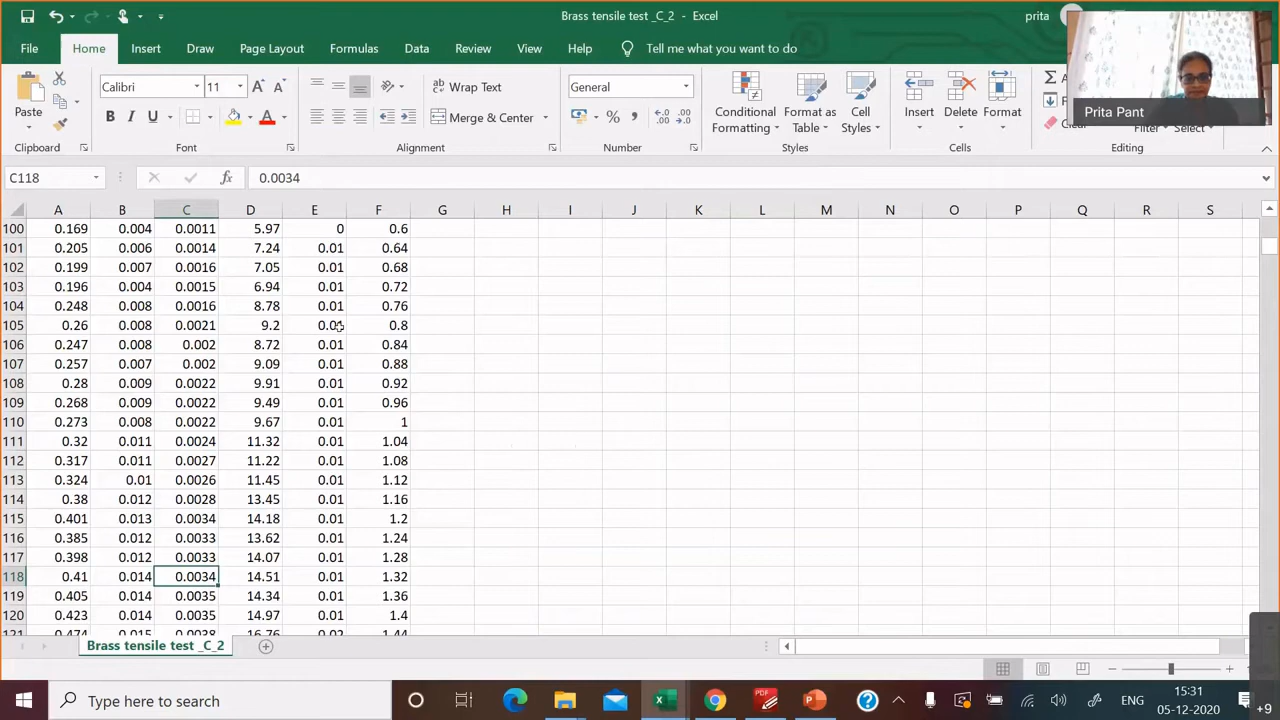 Brass tensile test _C_2 - Excel
prita
File Home Insert Draw Page Layout Formulas Data Review View Help Tell me what you want to do
Paste
Calibri 11
Wrap Text
Merge & Center
General
Conditional Formatting
Format as Table
Cell Styles
Insert
Delete
Format
Prita Pant
Clipboard Font Alignment Number Styles Cells Editing
C118 fx 0.0034
A B C D E F G H I J K L M N O P Q R S
100 0.169 0.004 0.0011 5.97 0 0.6
101 0.205 0.006 0.0014 7.24 0.01 0.64
102 0.199 0.007 0.0016 7.05 0.01 0.68
103 0.196 0.004 0.0015 6.94 0.01 0.72
104 0.248 0.008 0.0016 8.78 0.01 0.76
105 0.26 0.008 0.0021 9.2 0.01 0.8
106 0.247 0.008 0.002 8.72 0.01 0.84
107 0.257 0.007 0.002 9.09 0.01 0.88
108 0.28 0.009 0.0022 9.91 0.01 0.92
109 0.268 0.009 0.0022 9.49 0.01 0.96
110 0.273 0.008 0.0022 9.67 0.01 1
111 0.32 0.011 0.0024 11.32 0.01 1.04
112 0.317 0.011 0.0027 11.22 0.01 1.08
113 0.324 0.01 0.0026 11.45 0.01 1.12
114 0.38 0.012 0.0028 13.45 0.01 1.16
115 0.401 0.013 0.0034 14.18 0.01 1.2
116 0.385 0.012 0.0033 13.62 0.01 1.24
117 0.398 0.012 0.0033 14.07 0.01 1.28
118 0.41 0.014 0.0034 14.51 0.01 1.32
119 0.405 0.014 0.0035 14.34 0.01 1.36
120 0.423 0.014 0.0035 14.97 0.01 1.4
121 0.474 0.015 0.0038 16.76 0.02 1.44
Brass tensile test _C_2
Type here to search
ENG
15:31
05-12-2020
+9